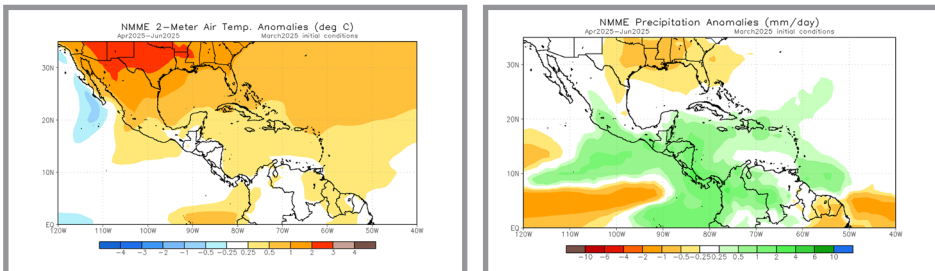 NMME 2-Meter Air Temp. Anomalies (deg C)
Apr2025-Jun2025 March2025 initial conditions
30N
20N
10N
EQ
120W 110W 100W 90W 80W 70W 60W 50W 40W
-4 -3 -2 -1 -0.5 -0.25 0.25 0.5 1 2 3 4
NMME Precipitation Anomalies (mm/day)
Apr2025-Jun2025 March2025 initial conditions
30N
20N
10N
EQ
120W 110W 100W 90W 80W 70W 60W 50W 40W
-10 -6 -4 -2 -1 -0.5-0.25 0.25 0.5 1 2 4 6 10